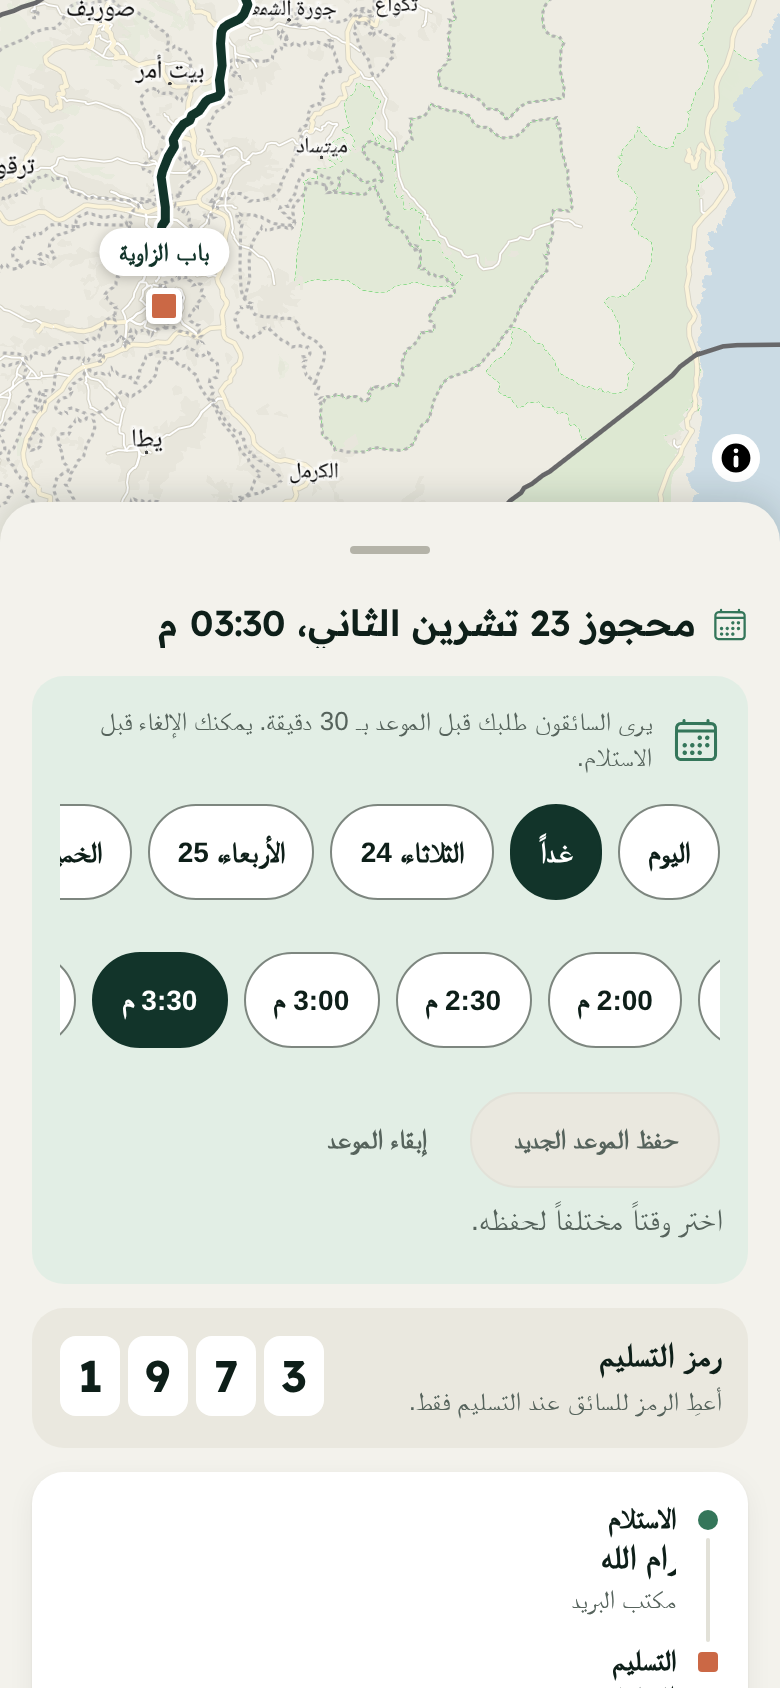 صوريف
جورة الشمعة
تكواع
بيت أمر
ميتساد
باب الزاوية
يطا
الكرمل
محجوز 23 تشرين الثاني، 03:30 م
يرى السائقون طلبك قبل الموعد بـ 30 دقيقة. يمكنك الإلغاء قبل
الاستلام.
اليوم
غداً
الثلاثاء، 24
الأربعاء، 25
2:00 م
2:30 م
3:00 م
3:30 م
حفظ الموعد الجديد
إبقاء الموعد
اختر وقتاً مختلفاً لحفظه.
رمز التسليم
1 9 7 3
أعطِ الرمز للسائق عند التسليم فقط.
الاستلام
رام الله
مكتب البريد
التسليم